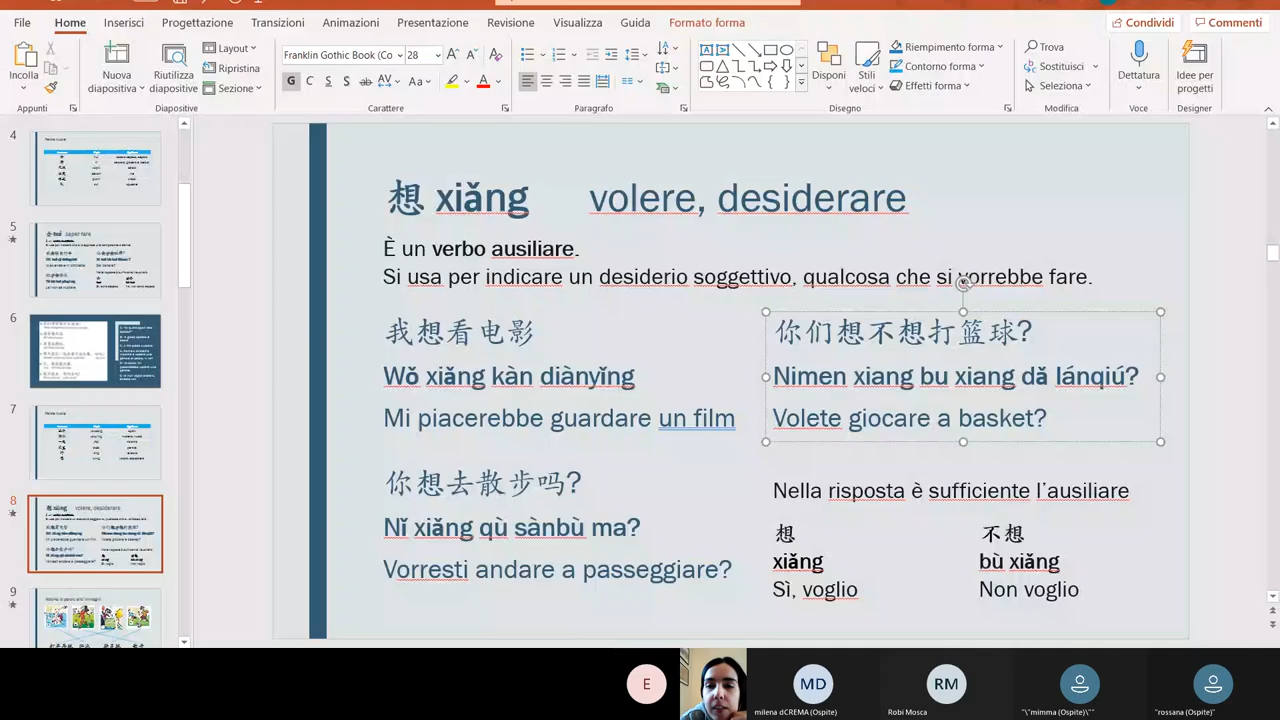 File Home Inserisci Progettazione Transizioni Animazioni Presentazione Revisione Visualizza Guida Formato forma Condividi Commenti
Incolla
Nuova diapositiva
Riutilizza diapositive
Layout
Ripristina
Sezione
Franklin Gothic Book (Co 28
G C S S ab AV Aa A
Disponi
Stili veloci
Riempimento forma
Contorno forma
Effetti forma
Trova
Sostituisci
Seleziona
Dettatura
Idee per progetti
Appunti Diapositive Carattere Paragrafo Disegno Modifica Voce Designer
4
5
6
7
8
9
想 xiǎng volere, desiderare
È un verbo ausiliare.
Si usa per indicare un desiderio soggettivo, qualcosa che si vorrebbe fare.
我想看电影
Wǒ xiǎng kàn diànyǐng
Mi piacerebbe guardare un film
你们想不想打篮球?
Nimen xiang bu xiang dǎ lánqiú?
Volete giocare a basket?
你想去散步吗?
Nǐ xiǎng qù sànbù ma?
Vorresti andare a passeggiare?
Nella risposta è sufficiente l'ausiliare
想 不想
xiǎng bù xiǎng
Sì, voglio Non voglio
E
MD
RM
milena dCREMA (Ospite)
Robi Mosca
"\"mimma (Ospite)\""
"rossana (Ospite)"